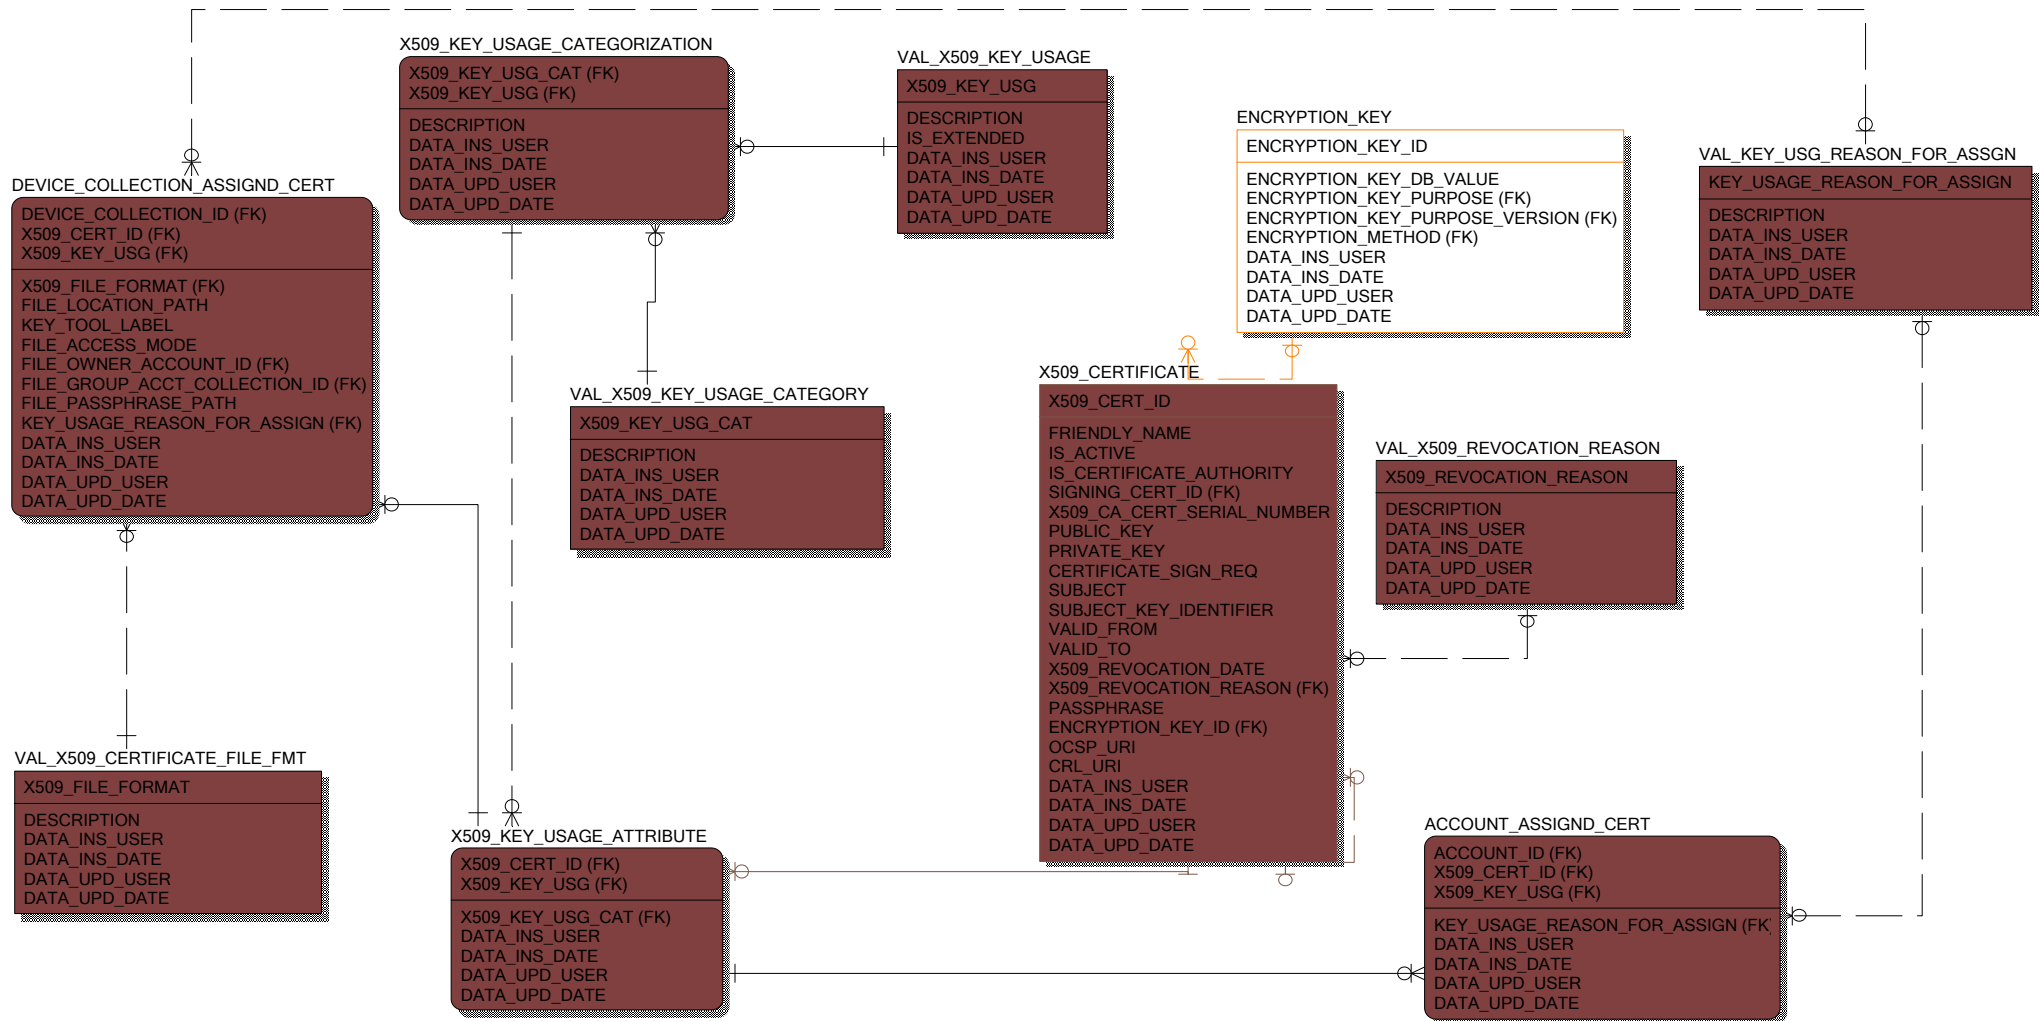 X509_KEY_USAGE_CATEGORIZATION
X509_KEY_USG_CAT (FK)
X509_KEY_USG (FK)
DESCRIPTION
DATA_INS_USER
DATA_INS_DATE
DATA_UPD_USER
DATA_UPD_DATE
VAL_X509_KEY_USAGE
X509_KEY_USG
DESCRIPTION
IS_EXTENDED
DATA_INS_USER
DATA_INS_DATE
DATA_UPD_USER
DATA_UPD_DATE
ENCRYPTION_KEY
ENCRYPTION_KEY_ID
ENCRYPTION_KEY_DB_VALUE
ENCRYPTION_KEY_PURPOSE (FK)
ENCRYPTION_KEY_PURPOSE_VERSION (FK)
ENCRYPTION_METHOD (FK)
DATA_INS_USER
DATA_INS_DATE
DATA_UPD_USER
DATA_UPD_DATE
VAL_KEY_USG_REASON_FOR_ASSGN
KEY_USAGE_REASON_FOR_ASSIGN
DESCRIPTION
DATA_INS_USER
DATA_INS_DATE
DATA_UPD_USER
DATA_UPD_DATE
DEVICE_COLLECTION_ASSIGND_CERT
DEVICE_COLLECTION_ID (FK)
X509_CERT_ID (FK)
X509_KEY_USG (FK)
X509_FILE_FORMAT (FK)
FILE_LOCATION_PATH
KEY_TOOL_LABEL
FILE_ACCESS_MODE
FILE_OWNER_ACCOUNT_ID (FK)
FILE_GROUP_ACCT_COLLECTION_ID (FK)
FILE_PASSPHRASE_PATH
KEY_USAGE_REASON_FOR_ASSIGN (FK)
DATA_INS_USER
DATA_INS_DATE
DATA_UPD_USER
DATA_UPD_DATE
VAL_X509_KEY_USAGE_CATEGORY
X509_KEY_USG_CAT
DESCRIPTION
DATA_INS_USER
DATA_INS_DATE
DATA_UPD_USER
DATA_UPD_DATE
X509_CERTIFICATE
X509_CERT_ID
FRIENDLY_NAME
IS_ACTIVE
IS_CERTIFICATE_AUTHORITY
SIGNING_CERT_ID (FK)
X509_CA_CERT_SERIAL_NUMBER
PUBLIC_KEY
PRIVATE_KEY
CERTIFICATE_SIGN_REQ
SUBJECT
SUBJECT_KEY_IDENTIFIER
VALID_FROM
VALID_TO
X509_REVOCATION_DATE
X509_REVOCATION_REASON (FK)
PASSPHRASE
ENCRYPTION_KEY_ID (FK)
OCSP_URI
CRL_URI
DATA_INS_USER
DATA_INS_DATE
DATA_UPD_USER
DATA_UPD_DATE
VAL_X509_REVOCATION_REASON
X509_REVOCATION_REASON
DESCRIPTION
DATA_INS_USER
DATA_INS_DATE
DATA_UPD_USER
DATA_UPD_DATE
VAL_X509_CERTIFICATE_FILE_FMT
X509_FILE_FORMAT
DESCRIPTION
DATA_INS_USER
DATA_INS_DATE
DATA_UPD_USER
DATA_UPD_DATE
X509_KEY_USAGE_ATTRIBUTE
X509_CERT_ID (FK)
X509_KEY_USG (FK)
X509_KEY_USG_CAT (FK)
DATA_INS_USER
DATA_INS_DATE
DATA_UPD_USER
DATA_UPD_DATE
ACCOUNT_ASSIGND_CERT
ACCOUNT_ID (FK)
X509_CERT_ID (FK)
X509_KEY_USG (FK)
KEY_USAGE_REASON_FOR_ASSIGN (FK)
DATA_INS_USER
DATA_INS_DATE
DATA_UPD_USER
DATA_UPD_DATE